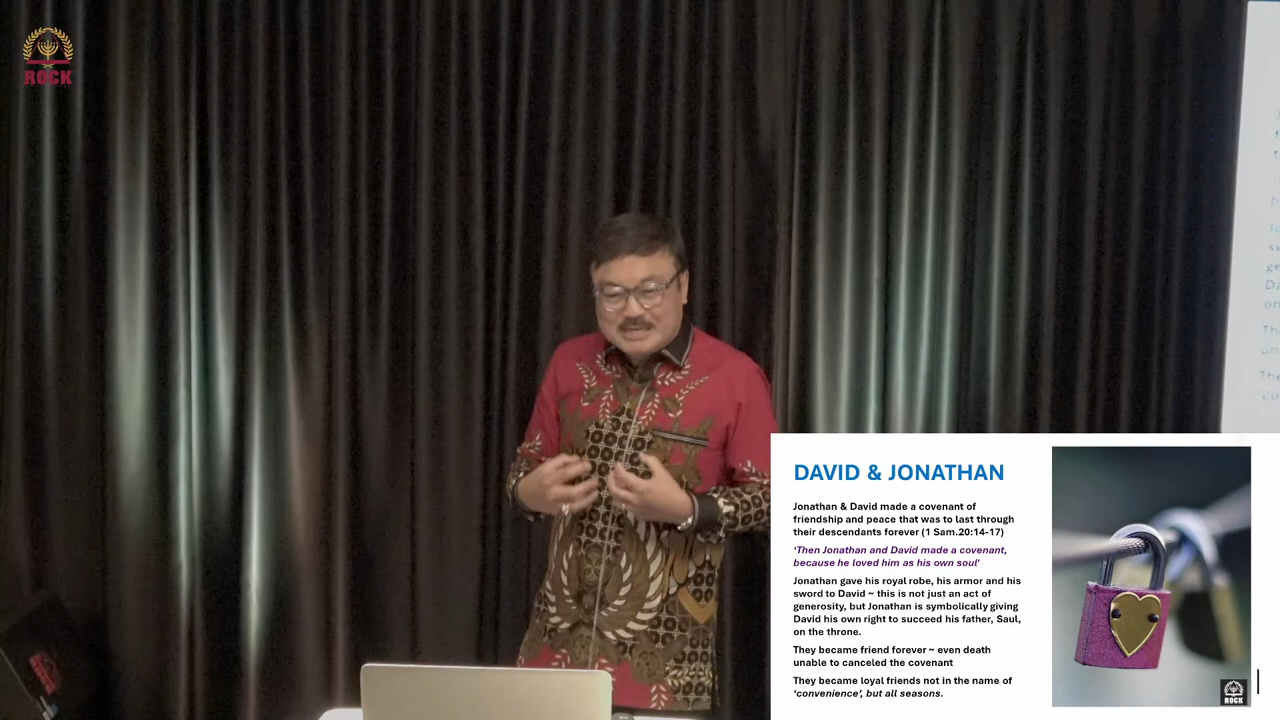 ROCK
DAVID & JONATHAN
Jonathan & David made a covenant of
friendship and peace that was to last through
their descendants forever (1 Sam.20:14-17)
‘Then Jonathan and David made a covenant,
because he loved him as his own soul‘
Jonathan gave his royal robe, his armor and his
sword to David ~ this is not just an act of
generosity, but Jonathan is symbolically giving
David his own right to succeed his father, Saul,
on the throne.
They became friend forever ~ even death
unable to canceled the covenant
They became loyal friends not in the name of
‘convenience’, but all seasons.
ROCK